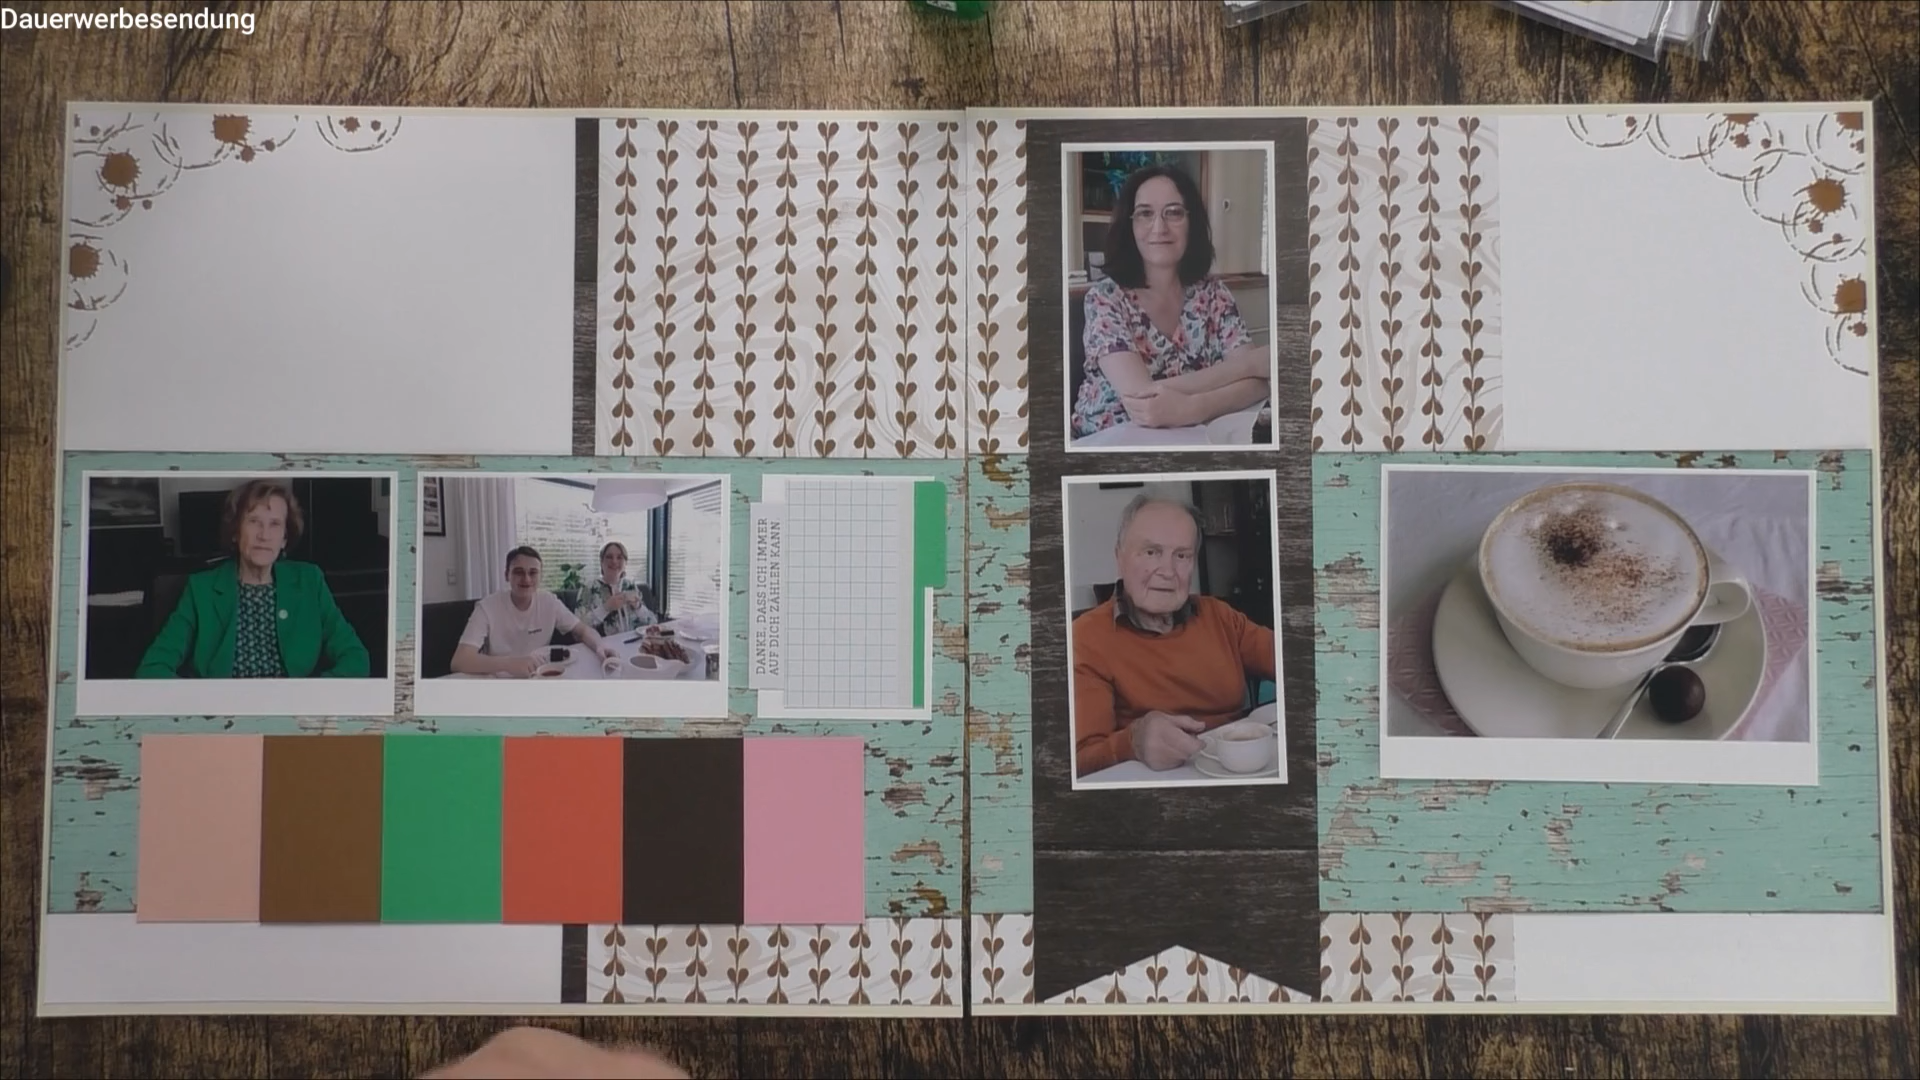 Dauerwerbesendung
DANKE, DASS ICH IMMER
AUF DICH ZÄHLEN KANN.